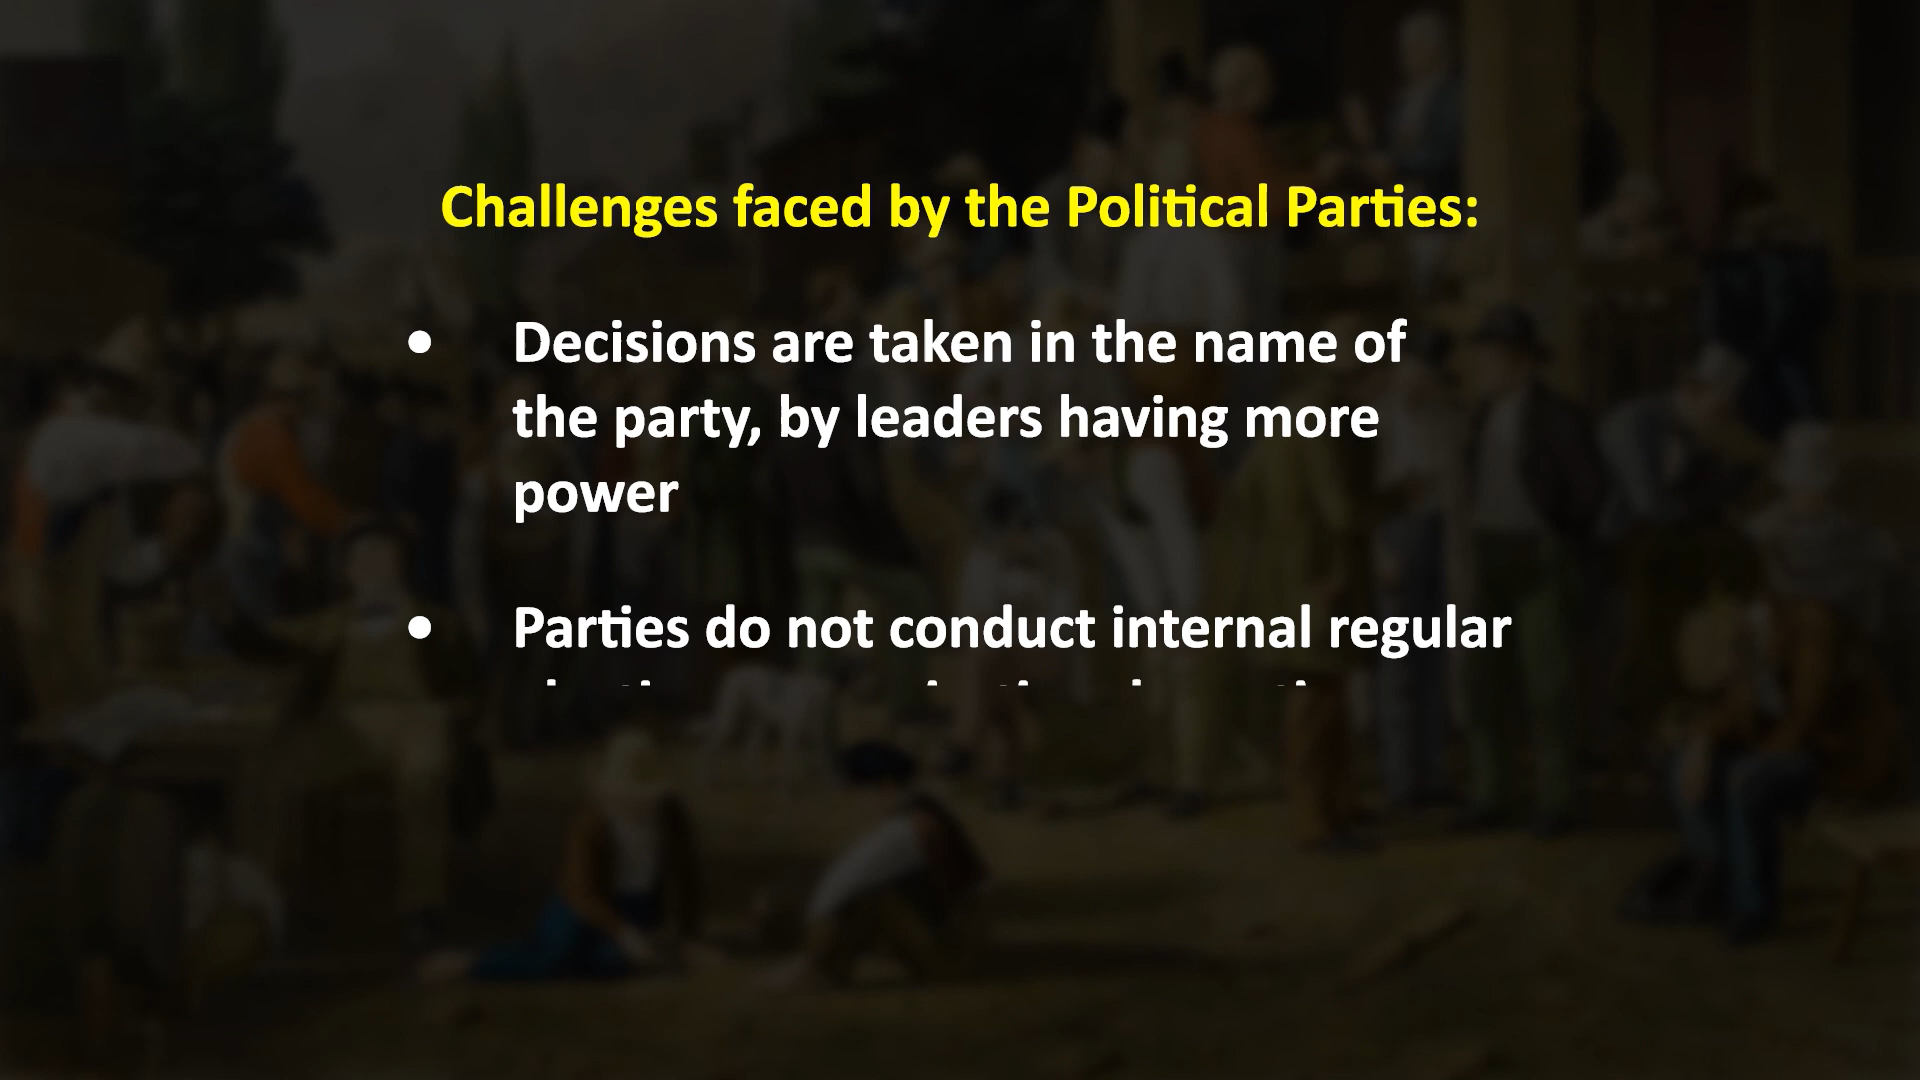 Challenges faced by the Political Parties:
• Decisions are taken in the name of
the party, by leaders having more
power
• Parties do not conduct internal regular